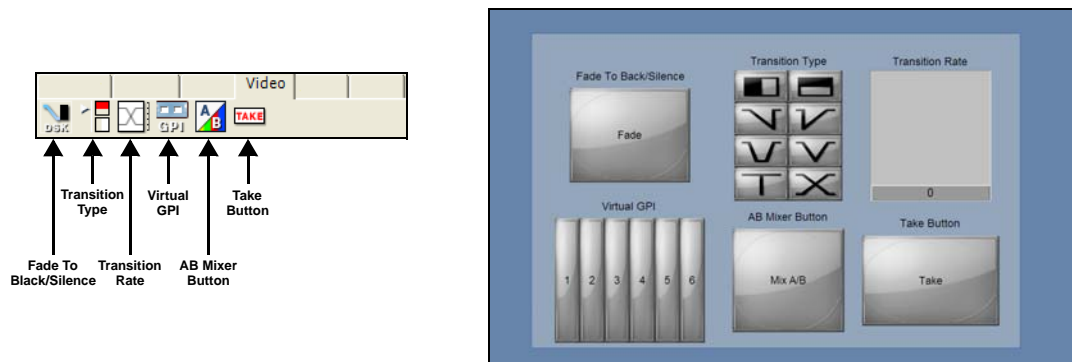 Video
DSK
GPI
A
B
TAKE
Transition
Type
Virtual
GPI
Take
Button
Fade To
Black/Silence
Transition
Rate
AB Mixer
Button
Fade To Back/Silence
Fade
Transition Type
Transition Rate
0
Virtual GPI
1 2 3 4 5 6
AB Mixer Button
Mix A/B
Take Button
Take